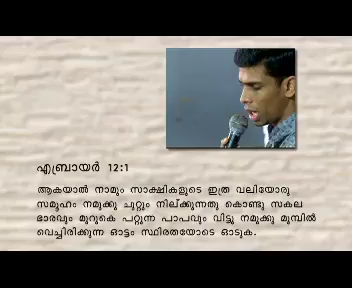 എബ്രായർ 12:1
ആകയാൽ നാമും സാക്ഷികളുടെ ഇത്ര വലിയോരു
സമൂഹം നമുക്കു ചുറ്റും നില്ക്കുന്നതു കൊണ്ടു സകല
ഭാരവും മുറുകെ പറ്റുന്ന പാപവും വിട്ടു നമുക്കു മുമ്പിൽ
വെച്ചിരിക്കുന്ന ഓട്ടം സ്ഥിരതയോടെ ഓടുക.